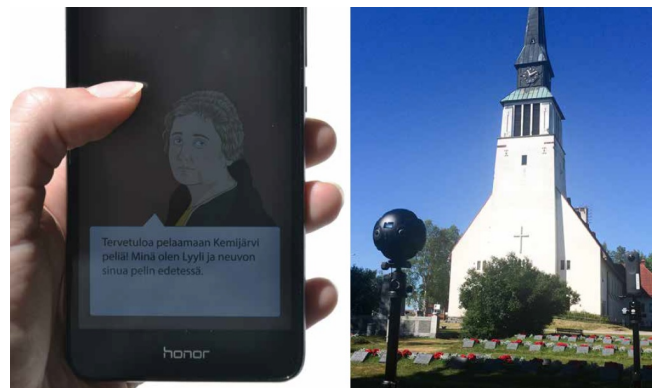 Tervetuloa pelaamaan Kemijärvi
peliä! Minä olen Lyyli ja neuvon
sinua pelin edetessä.
honor